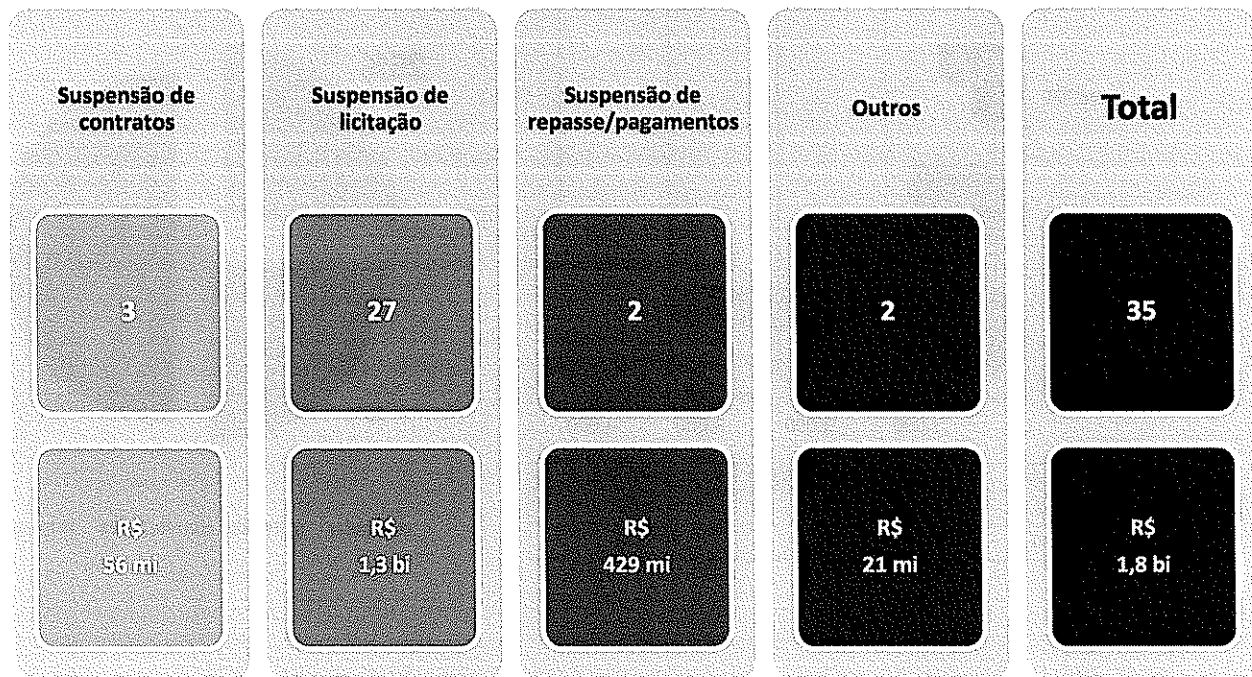 Suspensão de
contratos
Suspensão de
licitação
Suspensão de
repasse/pagamentos
Outros
Total
3
27
2
2
35
R$
56 mi
R$
1,3 bi
R$
429 mi
R$
21 mi
R$
1,8 bi